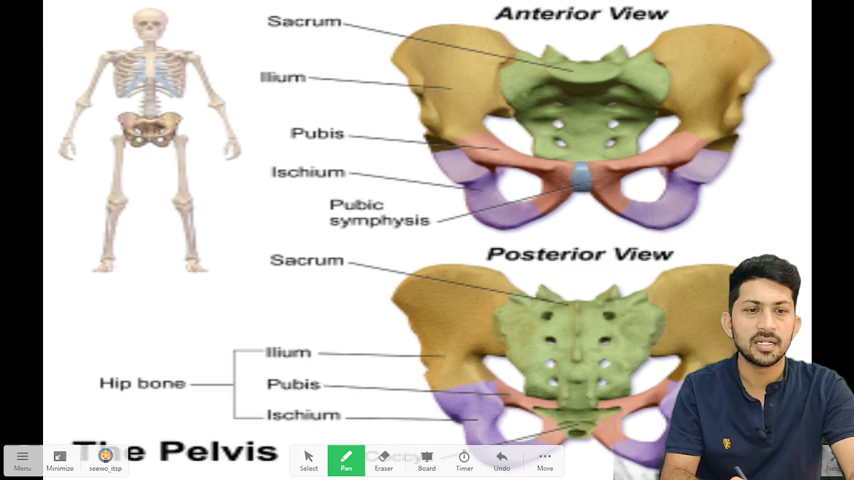 Anterior View
Sacrum
Ilium
Pubis
Ischium
Pubic
symphysis
Posterior View
Sacrum
Ilium
Hip bone
Pubis
Ischium
The Pelvis
Menu
Minimize
seewo_itsp
Select
Pen
Eraser
Board
Timer
Undo
More